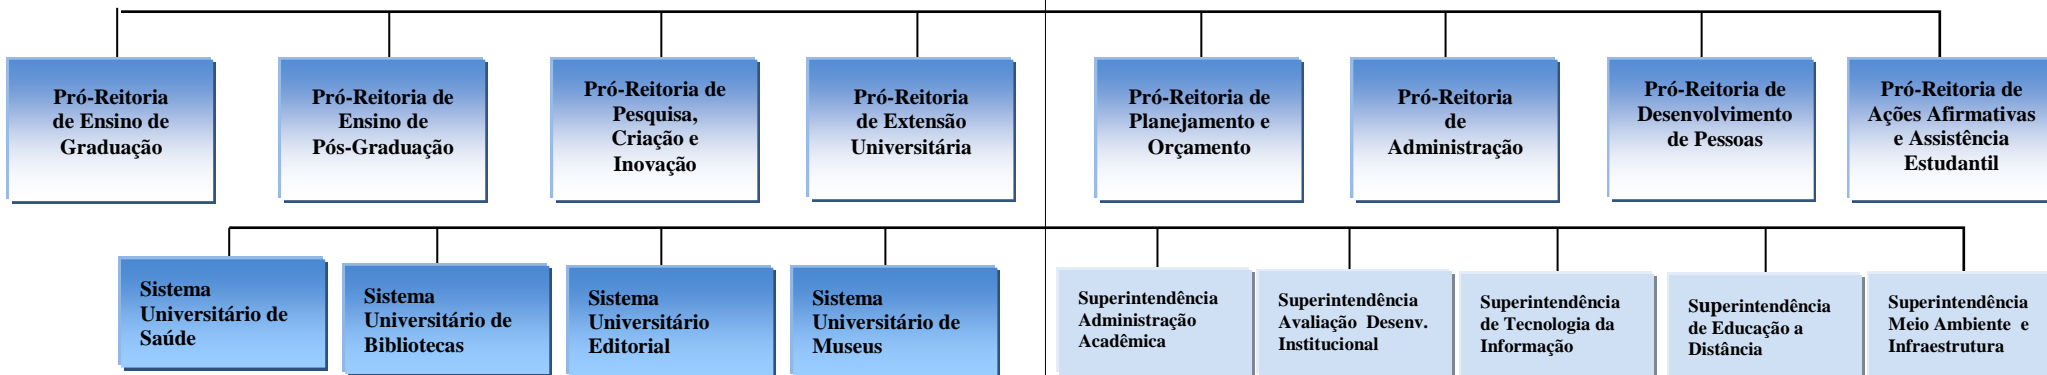 Pró-Reitoria
de Ensino de
Graduação
Pró-Reitoria de
Ensino de
Pós-Graduação
Pró-Reitoria de
Pesquisa,
Criação e
Inovação
Pró-Reitoria
de Extensão
Universitária
Pró-Reitoria de
Planejamento e
Orçamento
Pró-Reitoria
de
Administração
Pró-Reitoria de
Desenvolvimento
de Pessoas
Pró-Reitoria de
Ações Afirmativas
e Assistência
Estudantil
Sistema
Universitário de
Saúde
Sistema
Universitário de
Bibliotecas
Sistema
Universitário
Editorial
Sistema
Universitário de
Museus
Superintendência
Administração
Acadêmica
Superintendência
Avaliação Desenv.
Institucional
Superintendência
de Tecnologia da
Informação
Superintendência
de Educação a
Distância
Superintendência
Meio Ambiente e
Infraestrutura